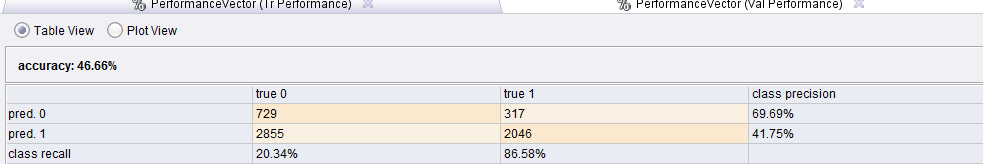 PerformanceVector (Tr Performance) PerformanceVector (Val Performance)
Table View Plot View
accuracy: 46.66%
true 0 true 1 class precision
pred. 0 729 317 69.69%
pred. 1 2855 2046 41.75%
class recall 20.34% 86.58%